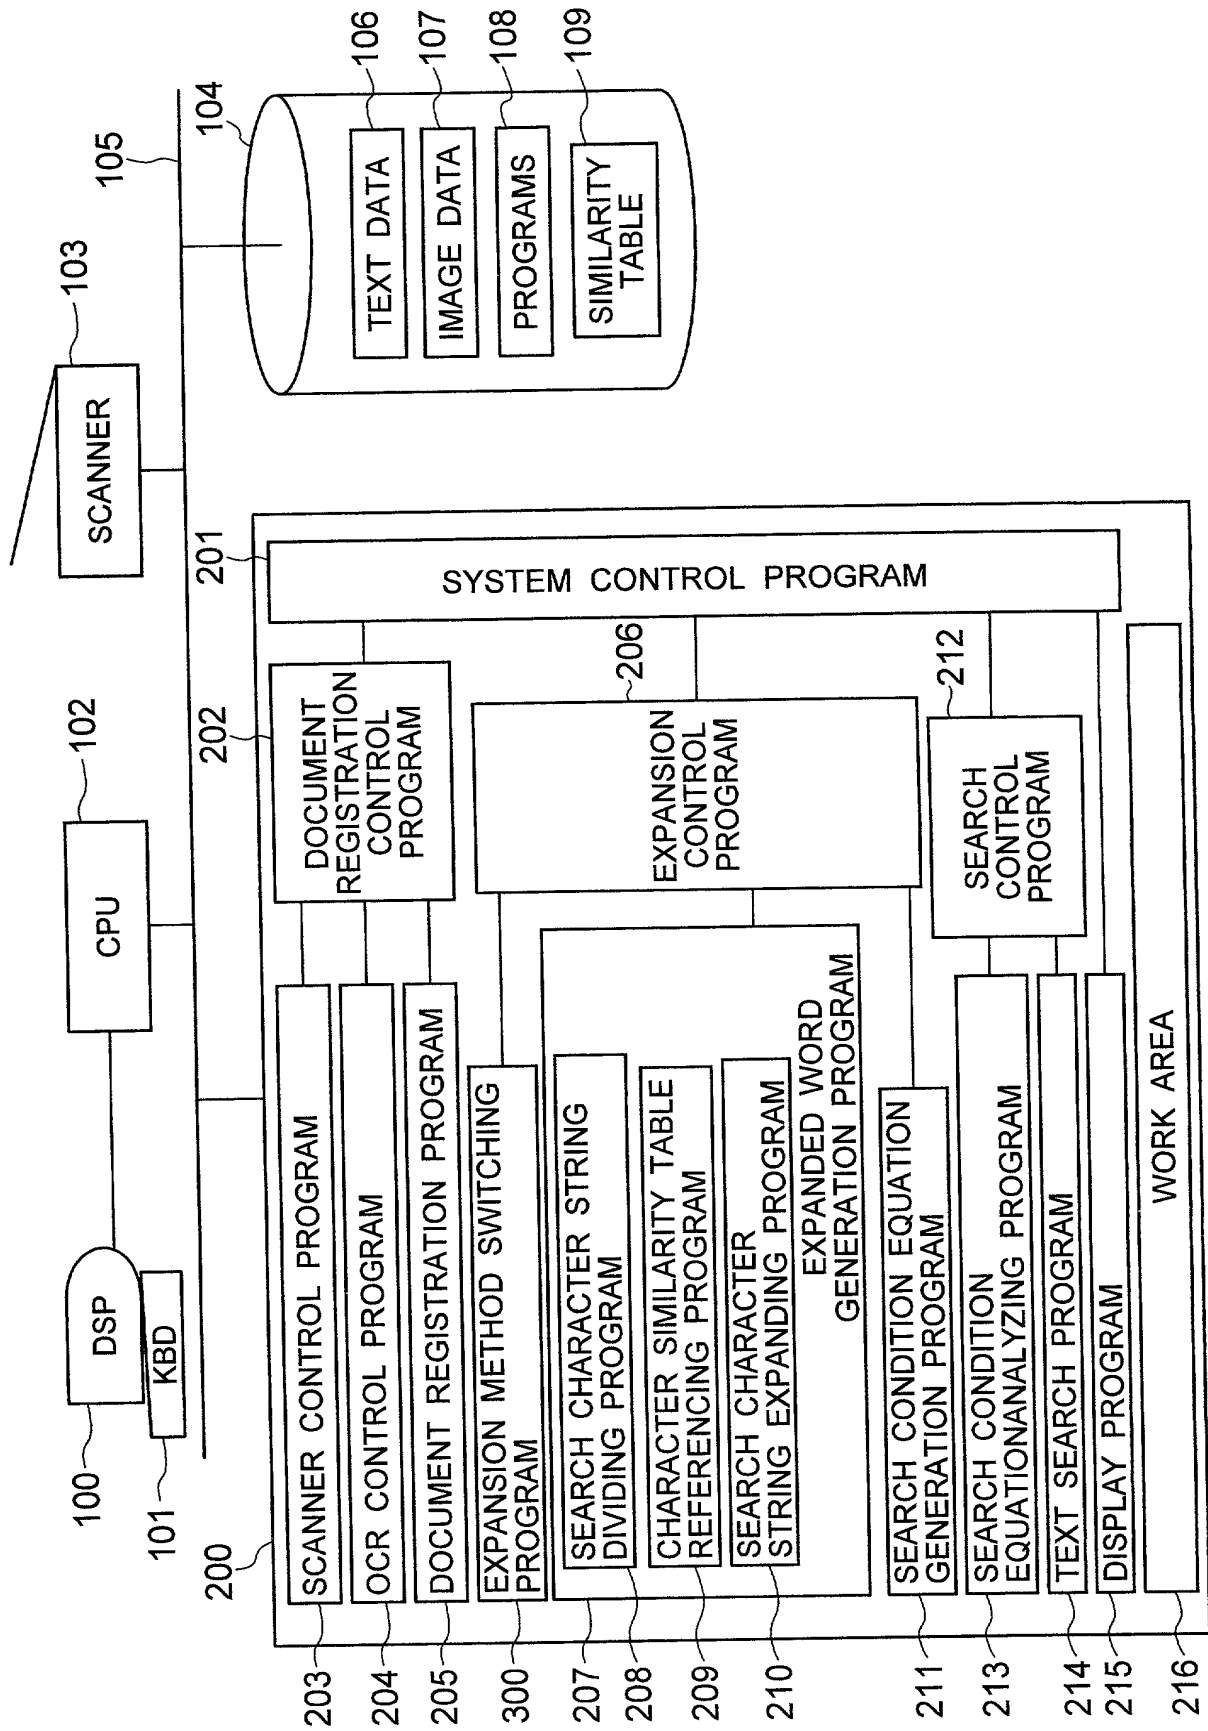 100
DSP
101
KBD
102
CPU
103
SCANNER
105
104
106
TEXT DATA
107
IMAGE DATA
108
PROGRAMS
109
SIMILARITY
TABLE
200
201
SYSTEM CONTROL PROGRAM
202
DOCUMENT
REGISTRATION
CONTROL
PROGRAM
203
SCANNER CONTROL PROGRAM
204
OCR CONTROL PROGRAM
205
DOCUMENT REGISTRATION PROGRAM
206
EXPANSION
CONTROL
PROGRAM
300
EXPANSION METHOD SWITCHING
PROGRAM
207
208
SEARCH CHARACTER STRING
DIVIDING PROGRAM
209
CHARACTER SIMILARITY TABLE
REFERENCING PROGRAM
210
SEARCH CHARACTER
STRING EXPANDING PROGRAM
EXPANDED WORD
GENERATION PROGRAM
211
SEARCH CONDITION EQUATION
GENERATION PROGRAM
212
SEARCH
CONTROL
PROGRAM
213
SEARCH CONDITION
EQUATIONANALYZING PROGRAM
214
TEXT SEARCH PROGRAM
215
DISPLAY PROGRAM
216
WORK AREA